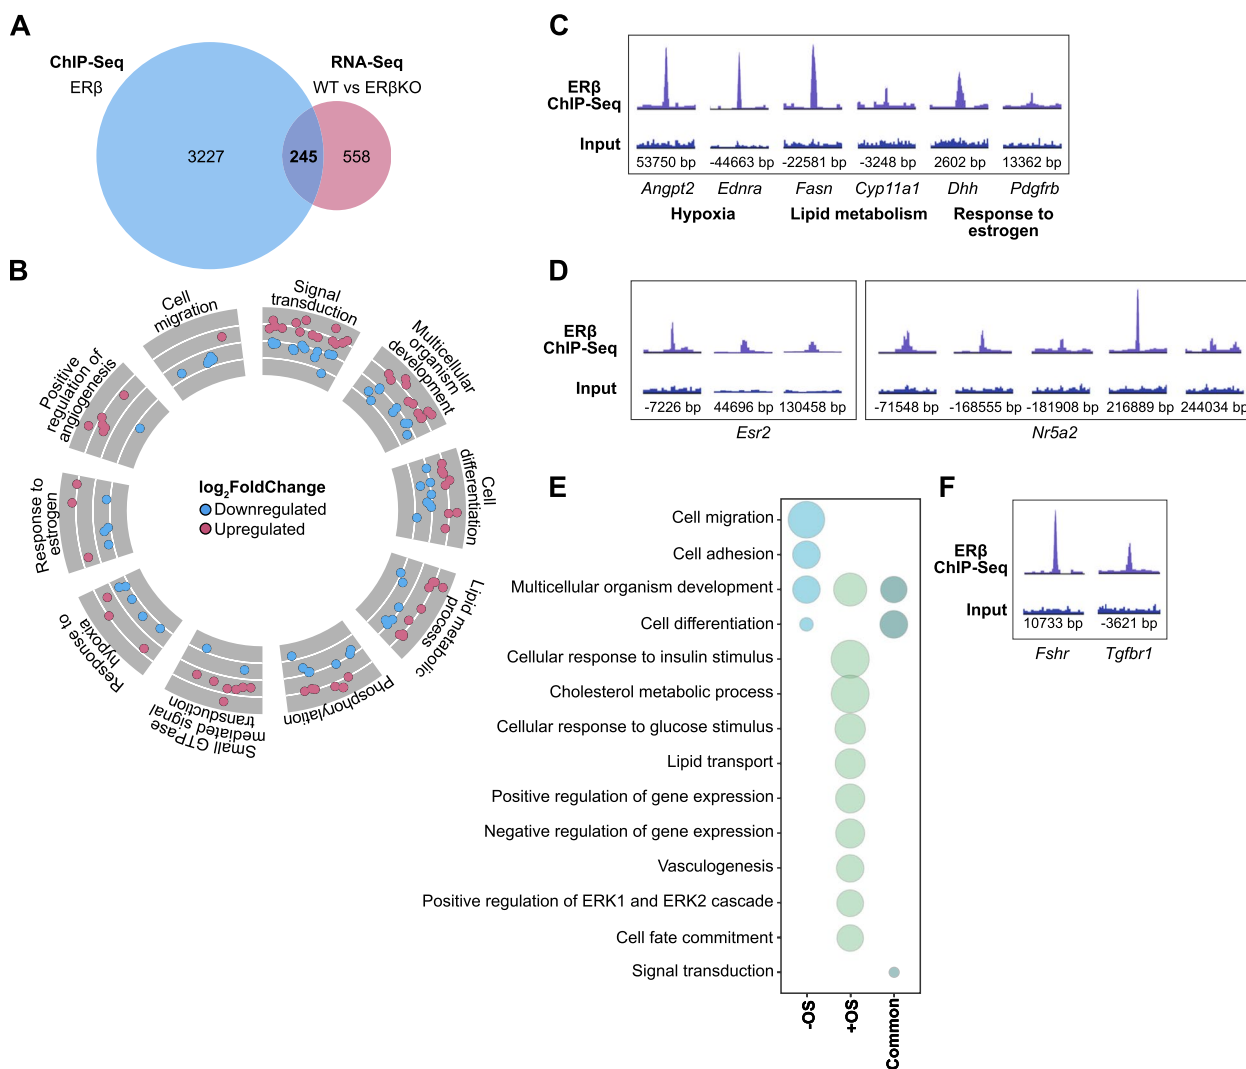 A
ChIP-Seq
ERβ
RNA-Seq
WT vs ERβKO
3227
245
558
B
Cell
migration
Signal
transduction
Multicellular
organism
development
Cell
differentiation
Lipid metabolic
process
Phosphorylation
Small GTPase
mediated signal
transduction
Response to
hypoxia
Response to
estrogen
Positive
regulation of
angiogenesis
log2FoldChange
Downregulated
Upregulated
C
ERβ
ChIP-Seq
Input
53750 bp -44663 bp -22581 bp -3248 bp 2602 bp 13362 bp
Angpt2 Ednra Fasn Cyp11a1 Dhh Pdgfrb
Hypoxia Lipid metabolism Response to
estrogen
D
ERβ
ChIP-Seq
Input
-7226 bp 44696 bp 130458 bp -71548 bp -168555 bp -181908 bp 216889 bp 244034 bp
Esr2 Nr5a2
E
Cell migration
Cell adhesion
Multicellular organism development
Cell differentiation
Cellular response to insulin stimulus
Cholesterol metabolic process
Cellular response to glucose stimulus
Lipid transport
Positive regulation of gene expression
Negative regulation of gene expression
Vasculogenesis
Positive regulation of ERK1 and ERK2 cascade
Cell fate commitment
Signal transduction
-OS
+OS
Common
F
ERβ
ChIP-Seq
Input
10733 bp -3621 bp
Fshr Tgfbr1